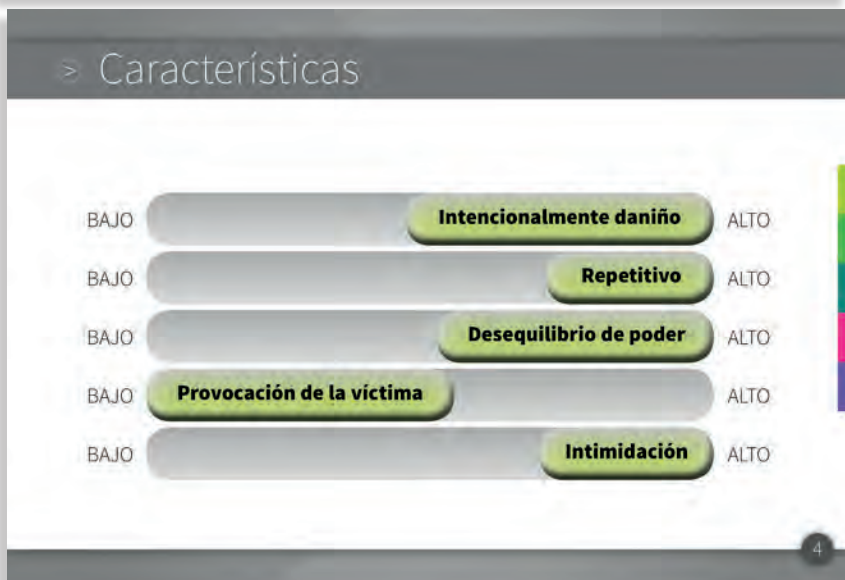 > Características
BAJO Intencionalmente daniño ALTO
BAJO Repetitivo ALTO
BAJO Desequilibrio de poder ALTO
BAJO Provocación de la víctima ALTO
BAJO Intimidación ALTO
4